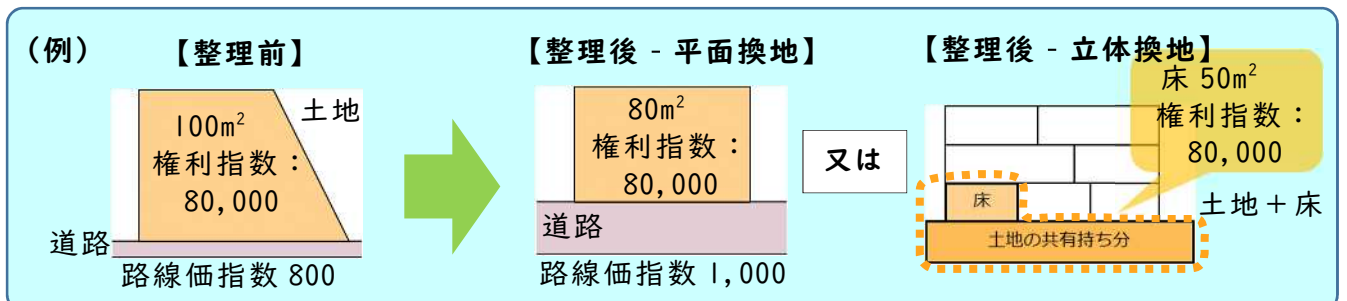 (例)
【整理前】
100m²
権利指数:
80,000
土地
道路
路線価指数 800
【整理後 - 平面換地】
80m²
権利指数:
80,000
道路
路線価指数 1,000
又は
【整理後 - 立体換地】
床 50m²
権利指数:
80,000
床
土地の共有持ち分
土地+床